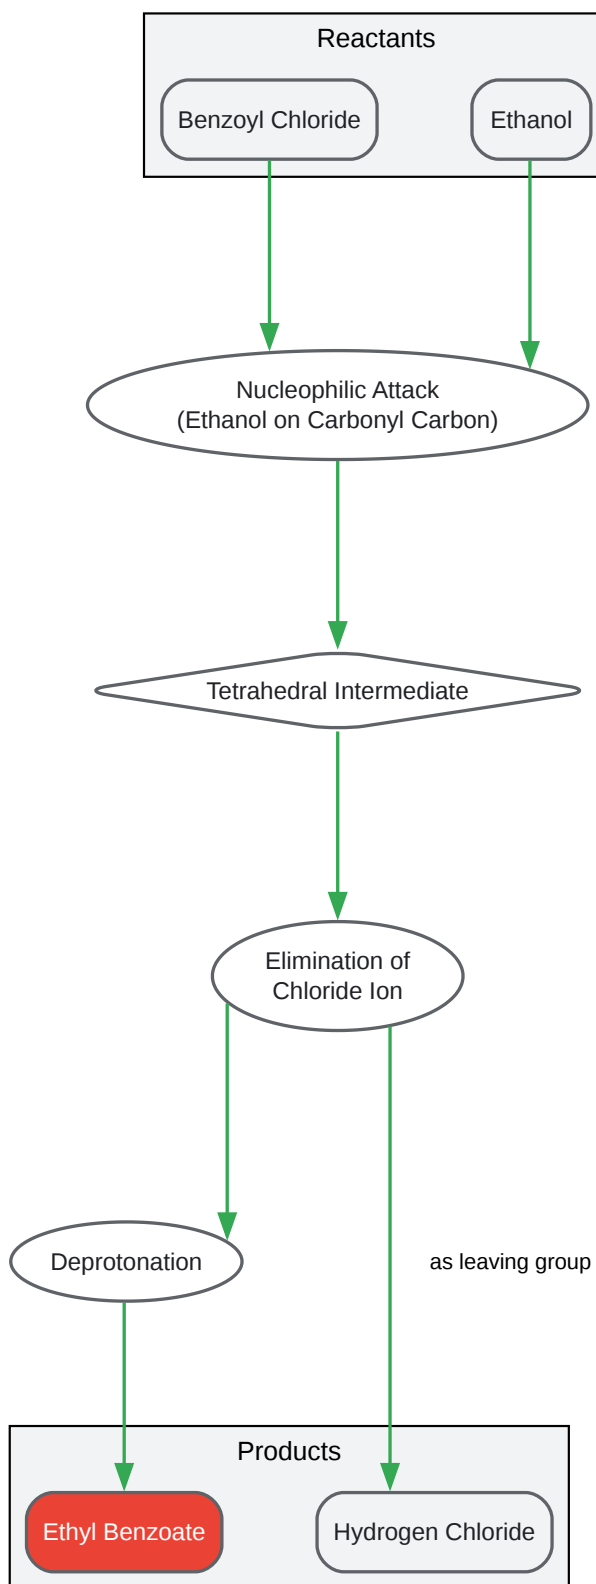 Reactants
Benzoyl Chloride
Ethanol
Nucleophilic Attack
(Ethanol on Carbonyl Carbon)
Tetrahedral Intermediate
Elimination of
Chloride Ion
Deprotonation
as leaving group
Products
Ethyl Benzoate
Hydrogen Chloride